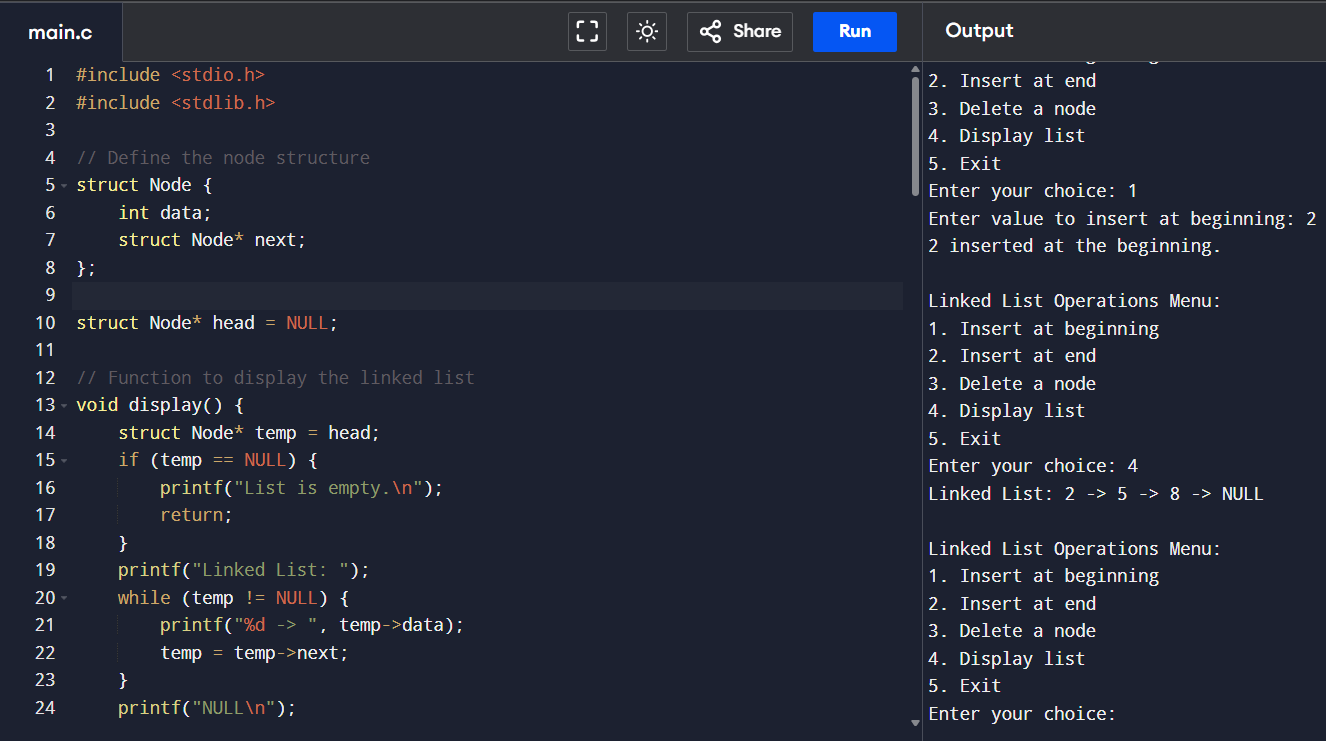 main.c
Share
Run
Output
1 #include <stdio.h>
2 #include <stdlib.h>
3
4 // Define the node structure
5 struct Node {
6     int data;
7     struct Node* next;
8 };
9
10 struct Node* head = NULL;
11
12 // Function to display the linked list
13 void display() {
14     struct Node* temp = head;
15     if (temp == NULL) {
16         printf("List is empty.\n");
17         return;
18     }
19     printf("Linked List: ");
20     while (temp != NULL) {
21         printf("%d -> ", temp->data);
22         temp = temp->next;
23     }
24     printf("NULL\n");
2. Insert at end
3. Delete a node
4. Display list
5. Exit
Enter your choice: 1
Enter value to insert at beginning: 2
2 inserted at the beginning.

Linked List Operations Menu:
1. Insert at beginning
2. Insert at end
3. Delete a node
4. Display list
5. Exit
Enter your choice: 4
Linked List: 2 -> 5 -> 8 -> NULL

Linked List Operations Menu:
1. Insert at beginning
2. Insert at end
3. Delete a node
4. Display list
5. Exit
Enter your choice: